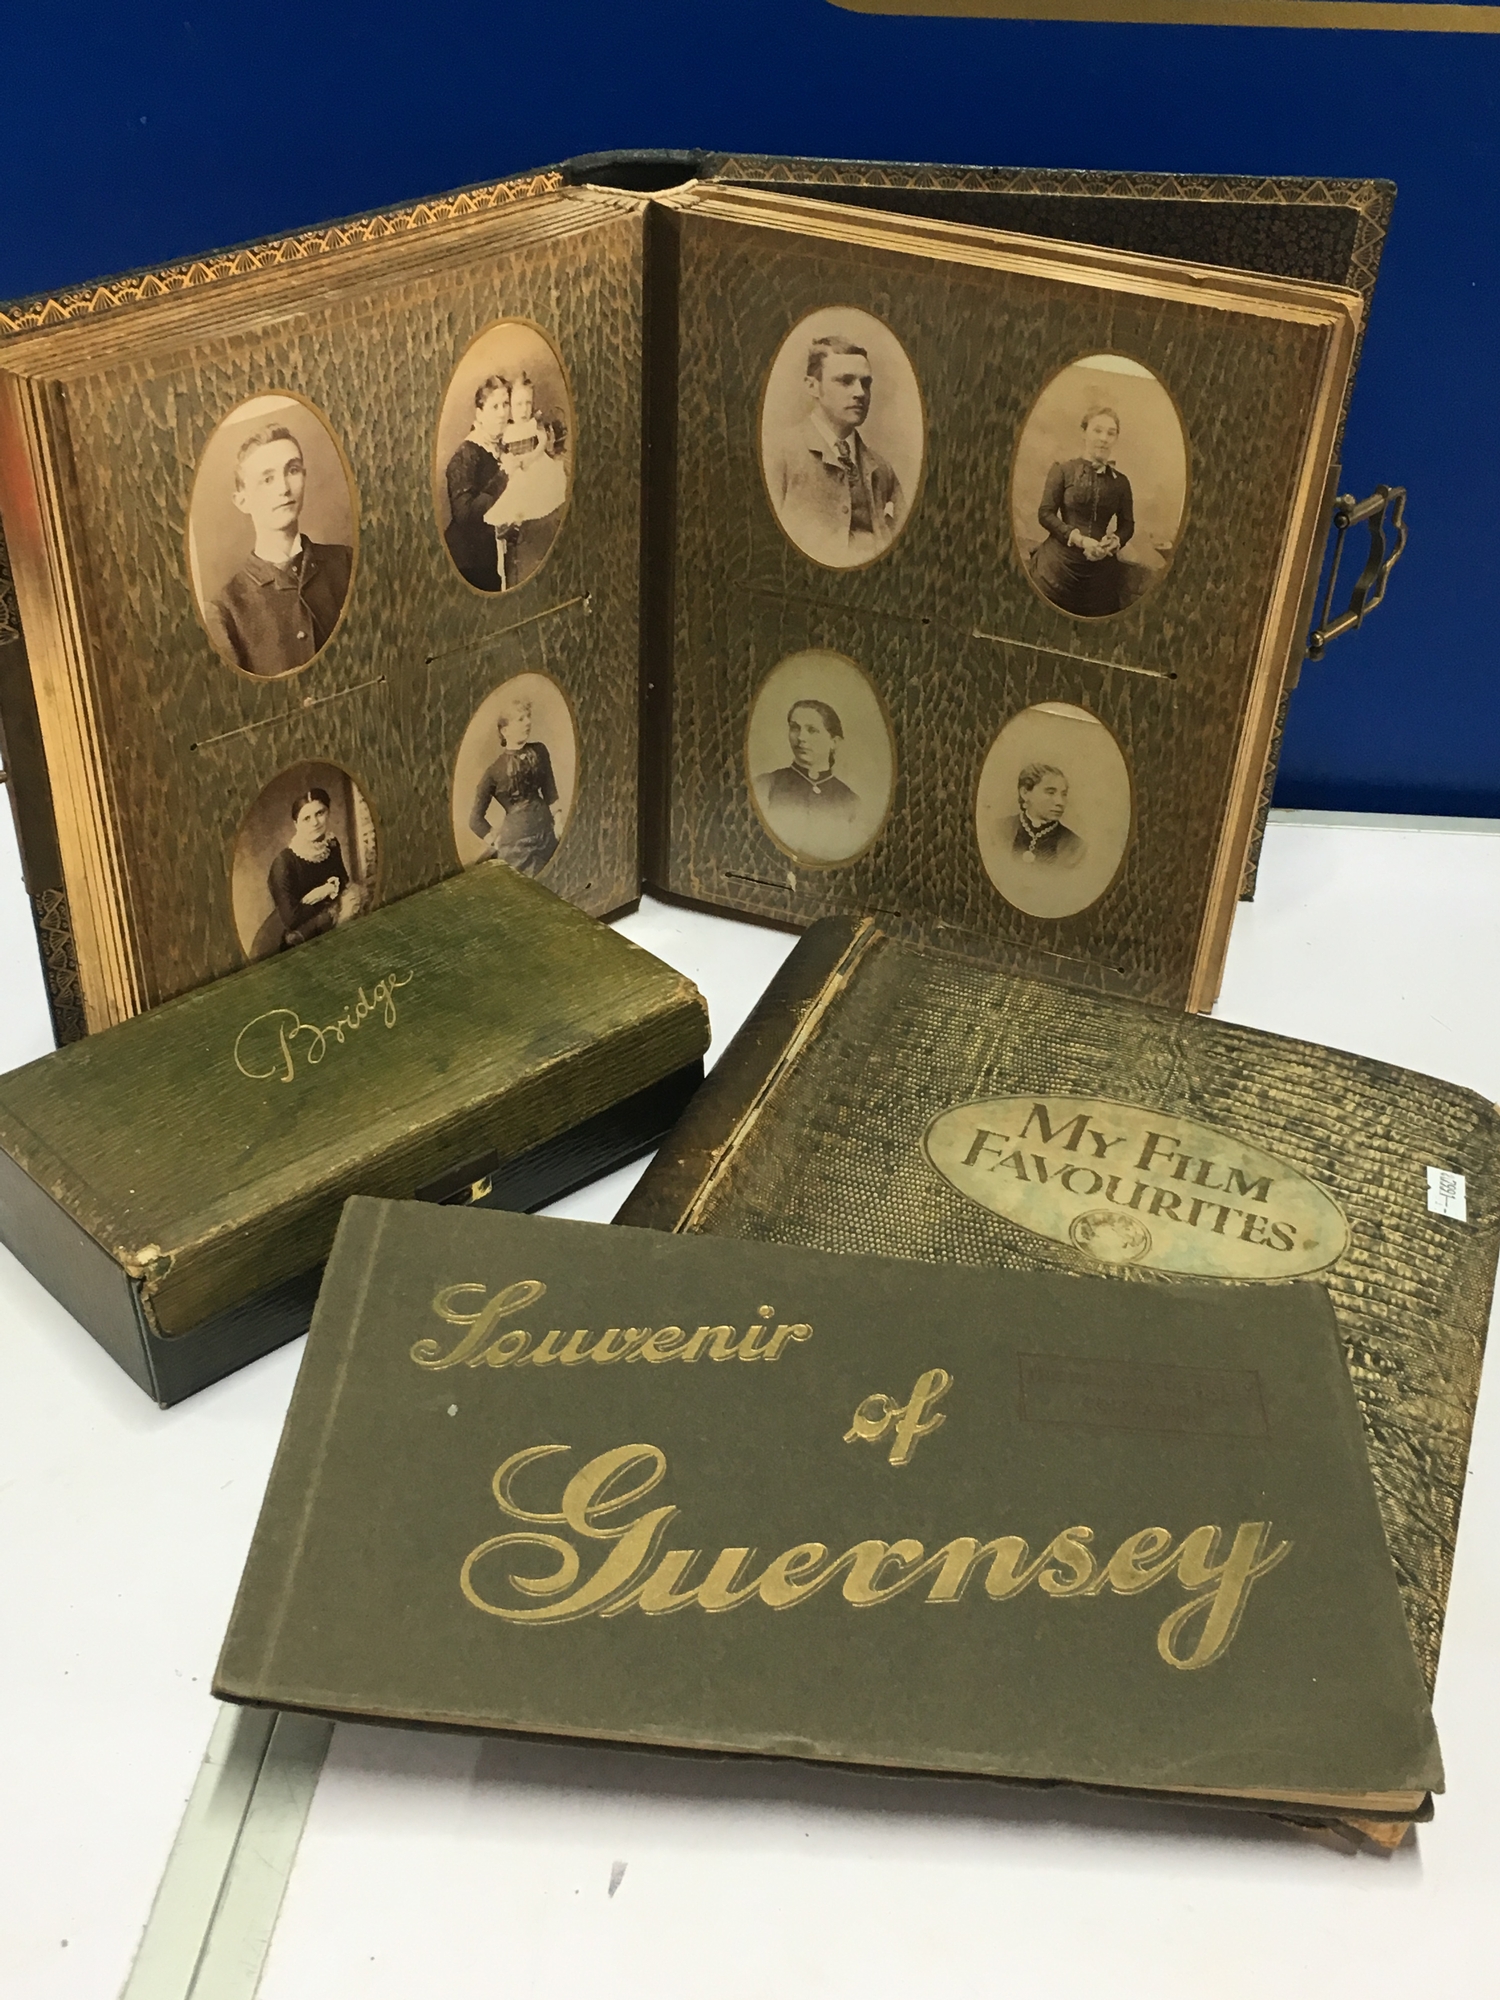 Bridge
My Film
Favourites
Souvenir
of
Guernsey